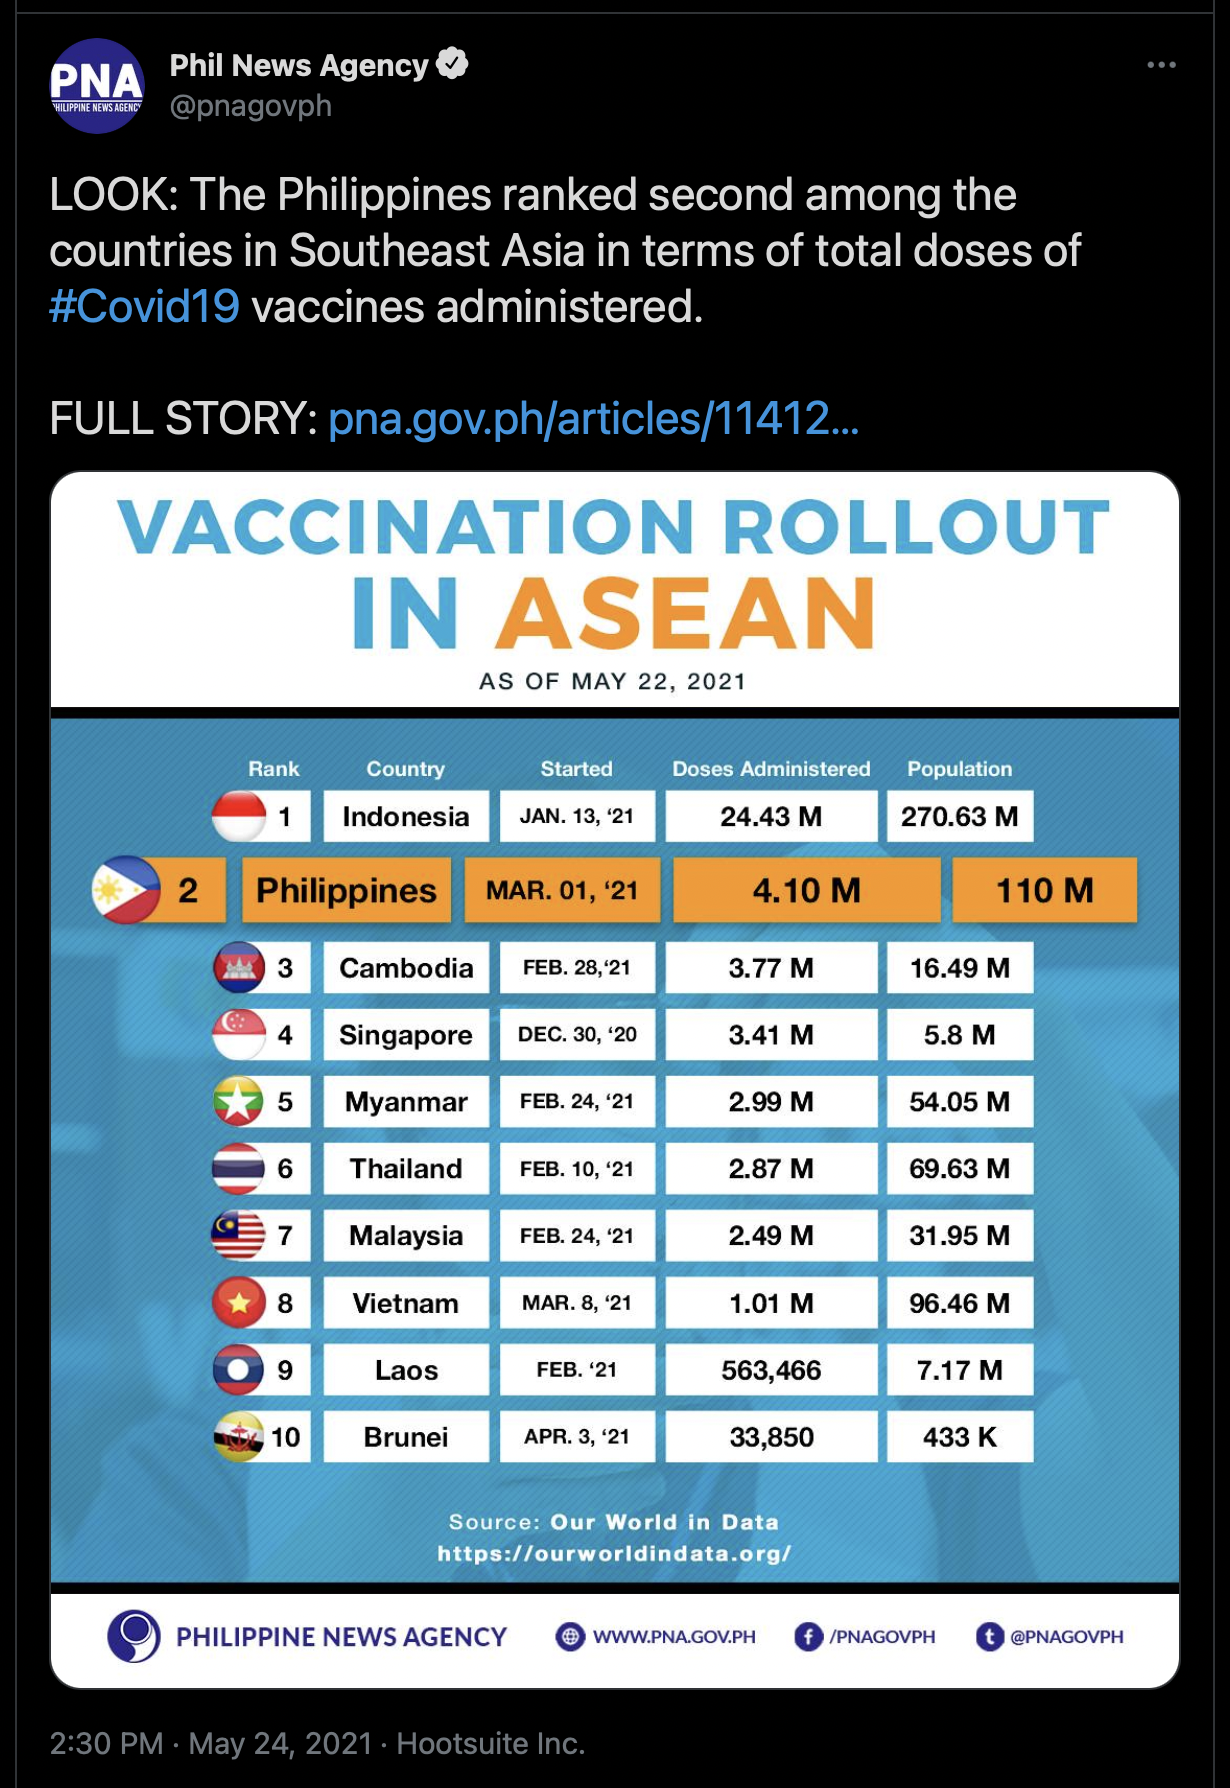 PNA
PHILIPPINE NEWS AGENCY
Phil News Agency
@pnagovph
LOOK: The Philippines ranked second among the
countries in Southeast Asia in terms of total doses of
#Covid19 vaccines administered.
FULL STORY: pna.gov.ph/articles/11412...
VACCINATION ROLLOUT
IN ASEAN
AS OF MAY 22, 2021
Rank Country Started Doses Administered Population
1 Indonesia JAN. 13, ‘21 24.43 M 270.63 M
2 Philippines MAR. 01, ‘21 4.10 M 110 M
3 Cambodia FEB. 28,‘21 3.77 M 16.49 M
4 Singapore DEC. 30, ‘20 3.41 M 5.8 M
5 Myanmar FEB. 24, ‘21 2.99 M 54.05 M
6 Thailand FEB. 10, ‘21 2.87 M 69.63 M
7 Malaysia FEB. 24, ‘21 2.49 M 31.95 M
8 Vietnam MAR. 8, ‘21 1.01 M 96.46 M
9 Laos FEB. ‘21 563,466 7.17 M
10 Brunei APR. 3, ‘21 33,850 433 K
Source: Our World in Data
https://ourworldindata.org/
PHILIPPINE NEWS AGENCY WWW.PNA.GOV.PH /PNAGOVPH @PNAGOVPH
2:30 PM · May 24, 2021 · Hootsuite Inc.